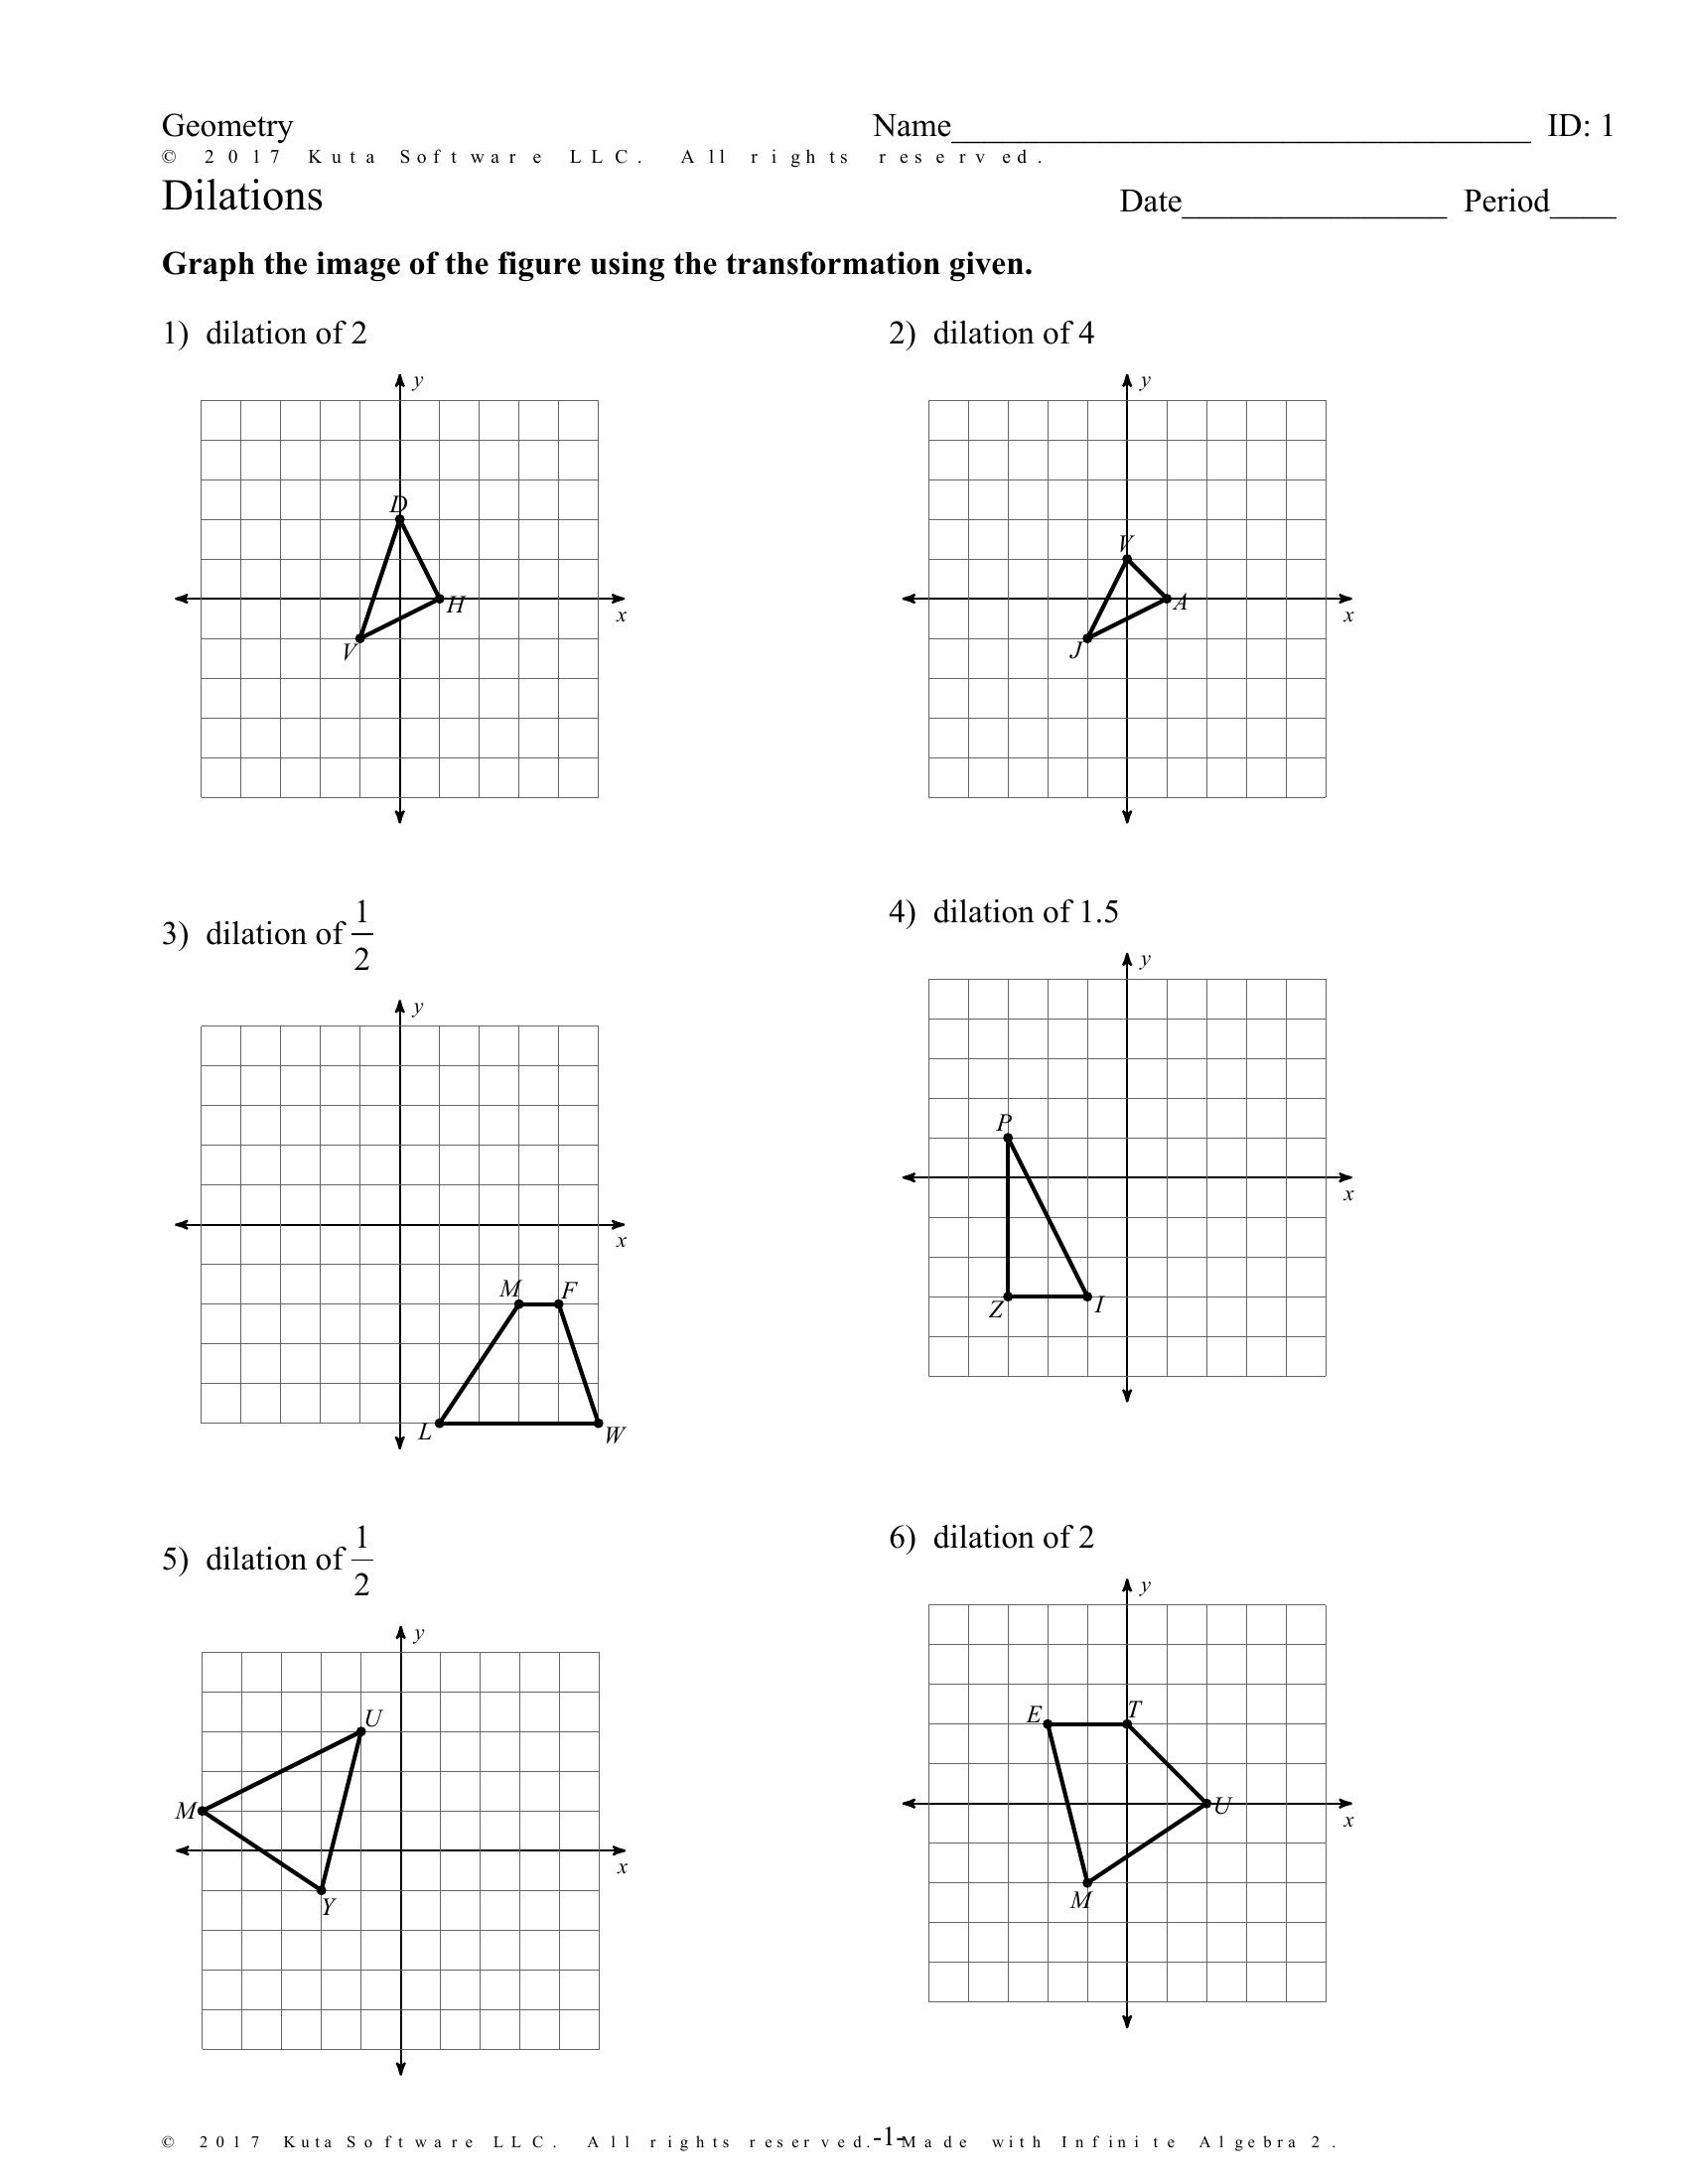 Geometry
Name___________________________________ ID: 1
© 2017 Kuta Software LLC. All rights reserved.
Dilations
Date________________ Period____
Graph the image of the figure using the transformation given.
1) dilation of 2
2) dilation of 4
y
D
H
x
V
y
V
A
x
J
3) dilation of 1/2
4) dilation of 1.5
y
x
M F
L
W
y
P
x
Z
I
5) dilation of 1/2
6) dilation of 2
y
U
M
x
Y
y
E
T
U
x
M
© 2017 Kuta Software LLC. All rights reserved. -1- Made with Infinite Algebra 2.